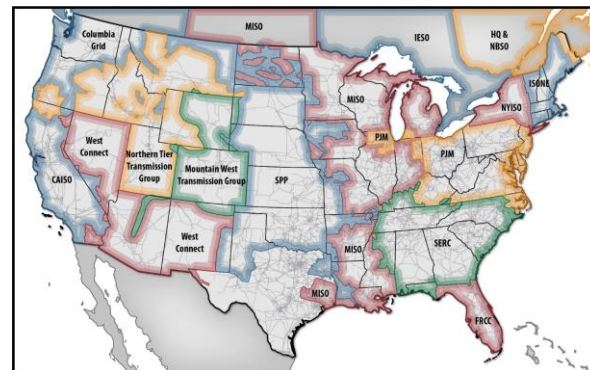 Columbia
Grid
MISO
IESO
HQ &
NBSO
ISONE
NYISO
MISO
PJM
PJM
West
Connect
Northern Tier
Transmission
Group
Mountain West
Transmission Group
SPP
CAISO
West
Connect
MISO
SERC
MISO
FRCC